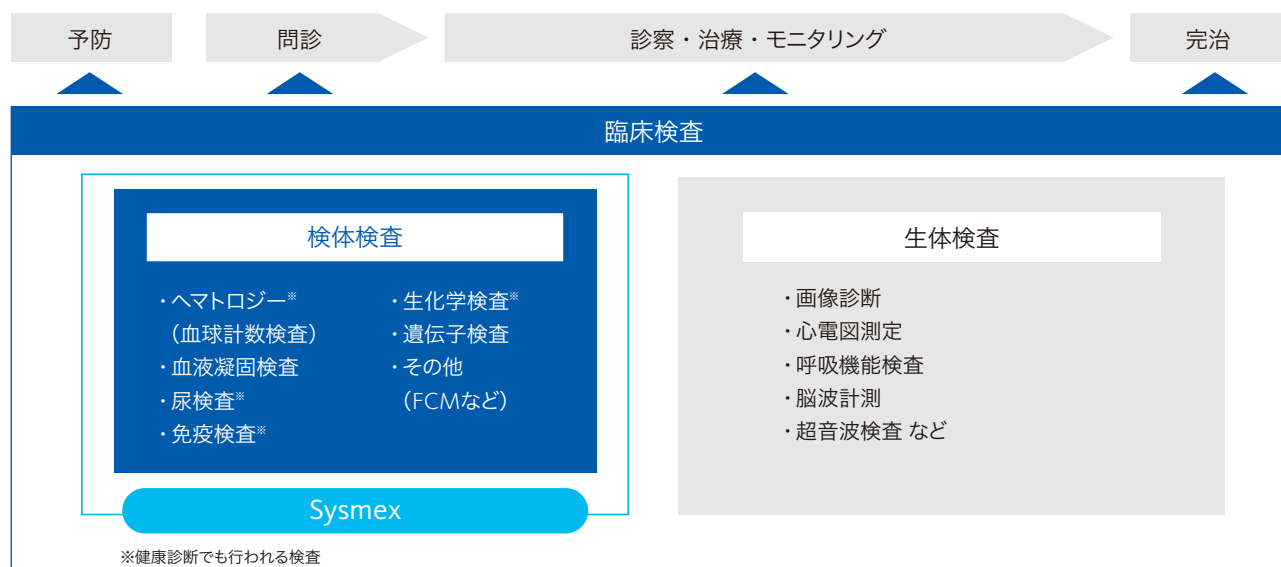 予防
問診
診察・治療・モニタリング
完治
臨床検査
検体検査
・ヘマトロジー※
（血球計数検査）
・血液凝固検査
・尿検査※
・免疫検査※
・生化学検査※
・遺伝子検査
・その他
（FCMなど）
Sysmex
※健康診断でも行われる検査
生体検査
・画像診断
・心電図測定
・呼吸機能検査
・脳波計測
・超音波検査 など